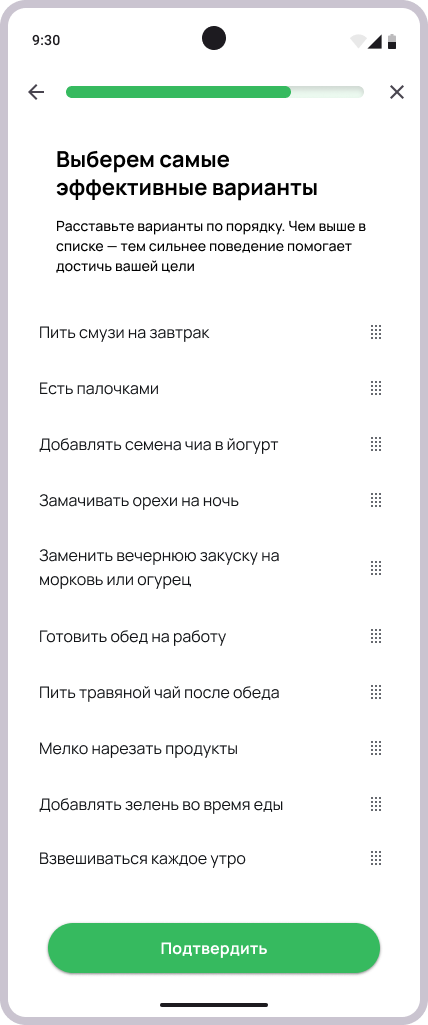 9:30
Выберем самые
эффективные варианты
Расставьте варианты по порядку. Чем выше в
списке — тем сильнее поведение помогает
достичь вашей цели
Пить смузи на завтрак
Есть палочками
Добавлять семена чиа в йогурт
Замачивать орехи на ночь
Заменить вечернюю закуску на
морковь или огурец
Готовить обед на работу
Пить травяной чай после обеда
Мелко нарезать продукты
Добавлять зелень во время еды
Взвешиваться каждое утро
Подтвердить